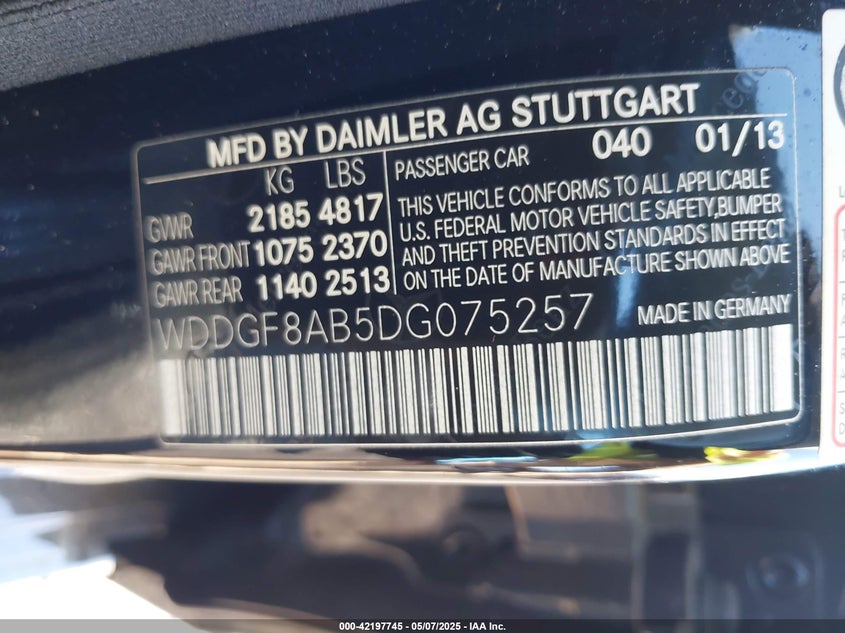 MFD BY DAIMLER AG STUTTGART
KG LBS
GVWR 2185 4817
GAWR FRONT 1075 2370
GAWR REAR 1140 2513
PASSENGER CAR 040 01/13
THIS VEHICLE CONFORMS TO ALL APPLICABLE
U.S. FEDERAL MOTOR VEHICLE SAFETY,BUMPER
AND THEFT PREVENTION STANDARDS IN EFFECT
ON THE DATE OF MANUFACTURE SHOWN ABOVE
WDDGF8AB5DG075257 MADE IN GERMANY
000-42197745 - 05/07/2025 - IAA Inc.